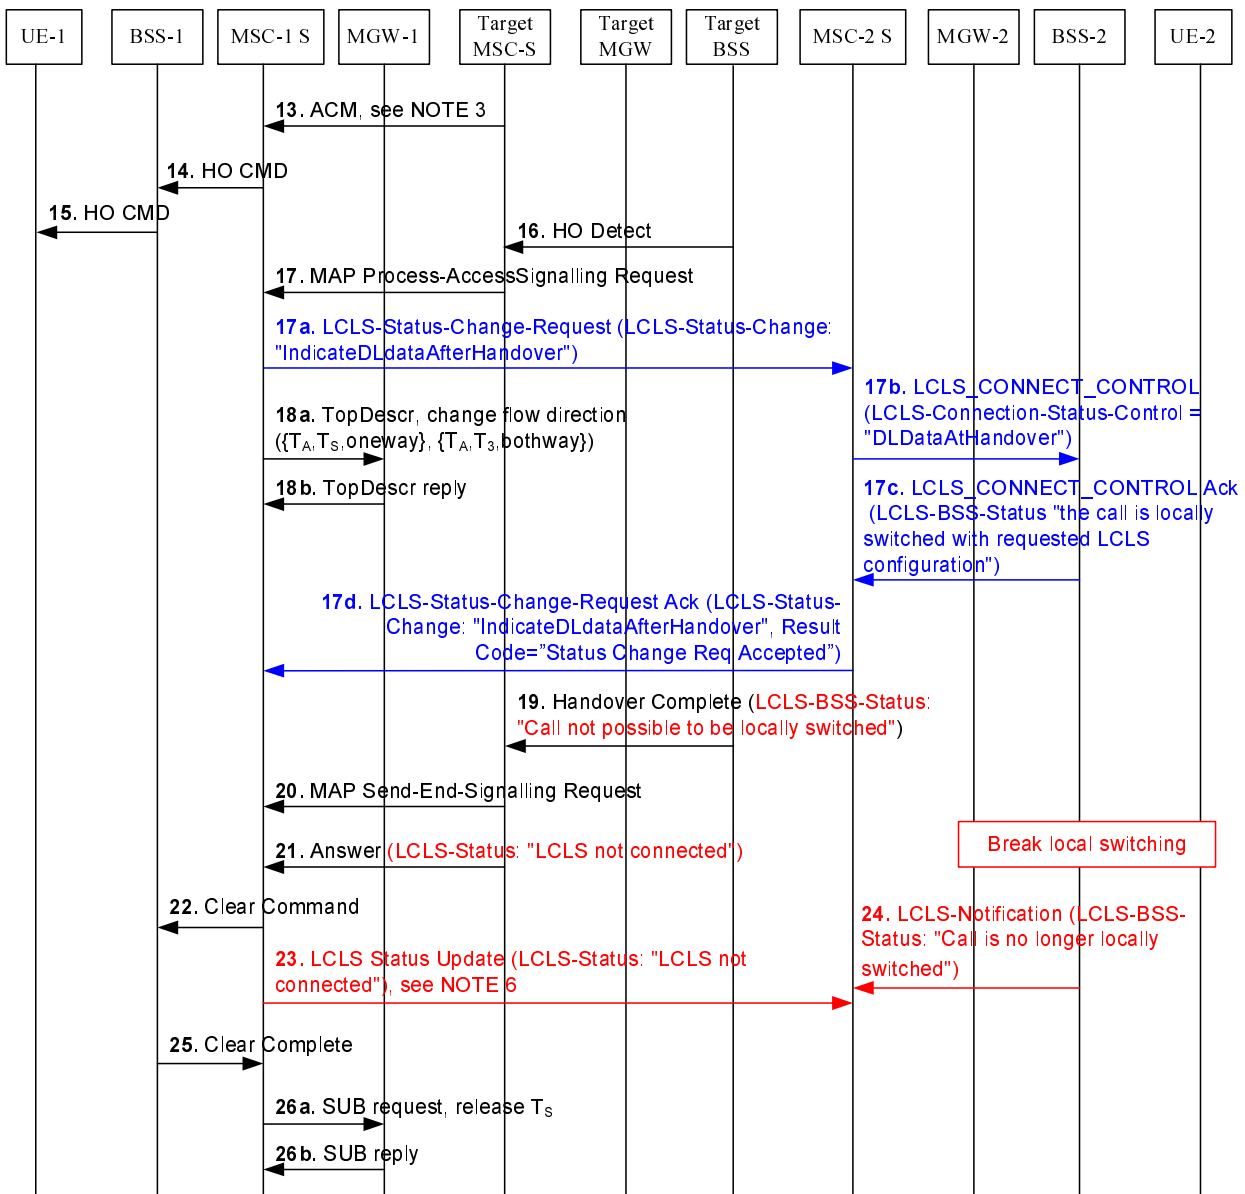 UE-1
BSS-1
MSC-1 S
MGW-1
Target
MSC-S
Target
MGW
Target
BSS
MSC-2 S
MGW-2
BSS-2
UE-2
13. ACM, see NOTE 3
14. HO CMD
15. HO CMD
16. HO Detect
17. MAP Process-AccessSignalling Request
17a. LCLS-Status-Change-Request (LCLS-Status-Change:
"IndicateDLdataAfterHandover")
17b. LCLS_CONNECT_CONTROL
(LCLS-Connection-Status-Control =
"DLDataAtHandover")
18a. TopDescr, change flow direction
({TA,TS,oneway}, {TA,T3,bothway})
18b. TopDescr reply
17c. LCLS_CONNECT_CONTROL Ack
(LCLS-BSS-Status "the call is locally
switched with requested LCLS
configuration")
17d. LCLS-Status-Change-Request Ack (LCLS-Status-
Change: "IndicateDLdataAfterHandover", Result
Code=”Status Change Req Accepted”)
19. Handover Complete (LCLS-BSS-Status:
"Call not possible to be locally switched")
20. MAP Send-End-Signalling Request
21. Answer (LCLS-Status: "LCLS not connected")
Break local switching
22. Clear Command
23. LCLS Status Update (LCLS-Status: "LCLS not
connected"), see NOTE 6
24. LCLS-Notification (LCLS-BSS-
Status: "Call is no longer locally
switched")
25. Clear Complete
26a. SUB request, release TS
26b. SUB reply